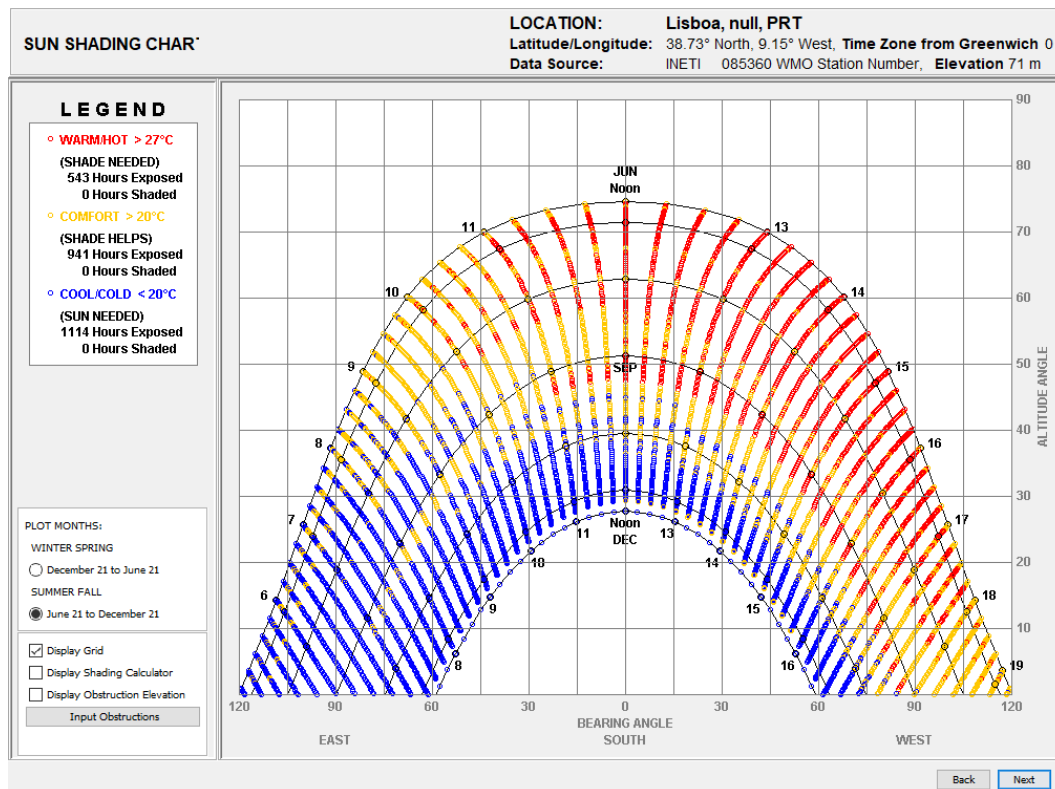 SUN SHADING CHAR
LOCATION: Lisboa, null, PRT
Latitude/Longitude: 38.73° North, 9.15° West, Time Zone from Greenwich 0
Data Source: INETI 085360 WMO Station Number, Elevation 71 m
LEGEND
WARM/HOT > 27°C
(SHADE NEEDED)
543 Hours Exposed
0 Hours Shaded
COMFORT > 20°C
(SHADE HELPS)
941 Hours Exposed
0 Hours Shaded
COOL/COLD < 20°C
(SUN NEEDED)
1114 Hours Exposed
0 Hours Shaded
PLOT MONTHS:
WINTER SPRING
December 21 to June 21
SUMMER FALL
June 21 to December 21
Display Grid
Display Shading Calculator
Display Obstruction Elevation
Input Obstructions
90
80
JUN
Noon
11
13
70
10
14
60
9
15
50
SEP
8
16
40
7
17
30
Noon
11
13
DEC
10
14
20
6
9
15
18
10
8
16
19
120
90
60
30
0
30
60
90
120
ALTITUDE ANGLE
BEARING ANGLE
EAST
SOUTH
WEST
Back
Next